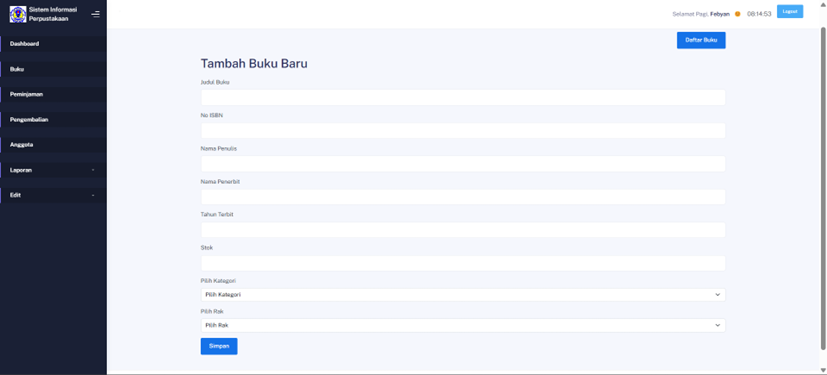 Sistem Informasi
Perpustakaan
Selamat Pagi, Febyan
08:14:53
Logout
Dashboard
Buku
Peminjaman
Pengembalian
Anggota
Laporan
Edit
Daftar Buku
Tambah Buku Baru
Judul Buku
No ISBN
Nama Penulis
Nama Penerbit
Tahun Terbit
Stok
Pilih Kategori
Pilih Kategori
Pilih Rak
Pilih Rak
Simpan